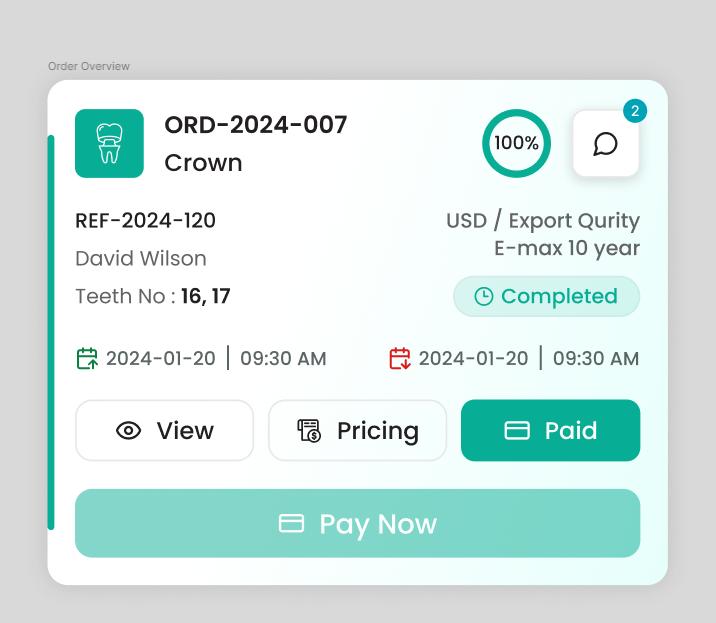 Order Overview
ORD-2024-007
Crown
100%
2
REF-2024-120
David Wilson
Teeth No : 16, 17
USD / Export Qurity
E-max 10 year
Completed
2024-01-20 | 09:30 AM
2024-01-20 | 09:30 AM
View
Pricing
Paid
Pay Now